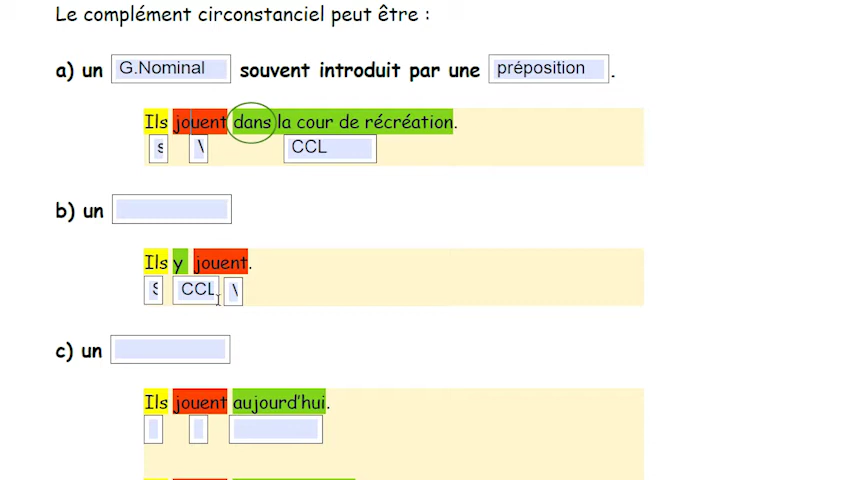 Le complément circonstanciel peut être :
a) un G.Nominal souvent introduit par une préposition .
Ils jouent dans la cour de récréation.
s V CCL
b) un
Ils y jouent.
S CCL V
c) un
Ils jouent aujourd'hui.